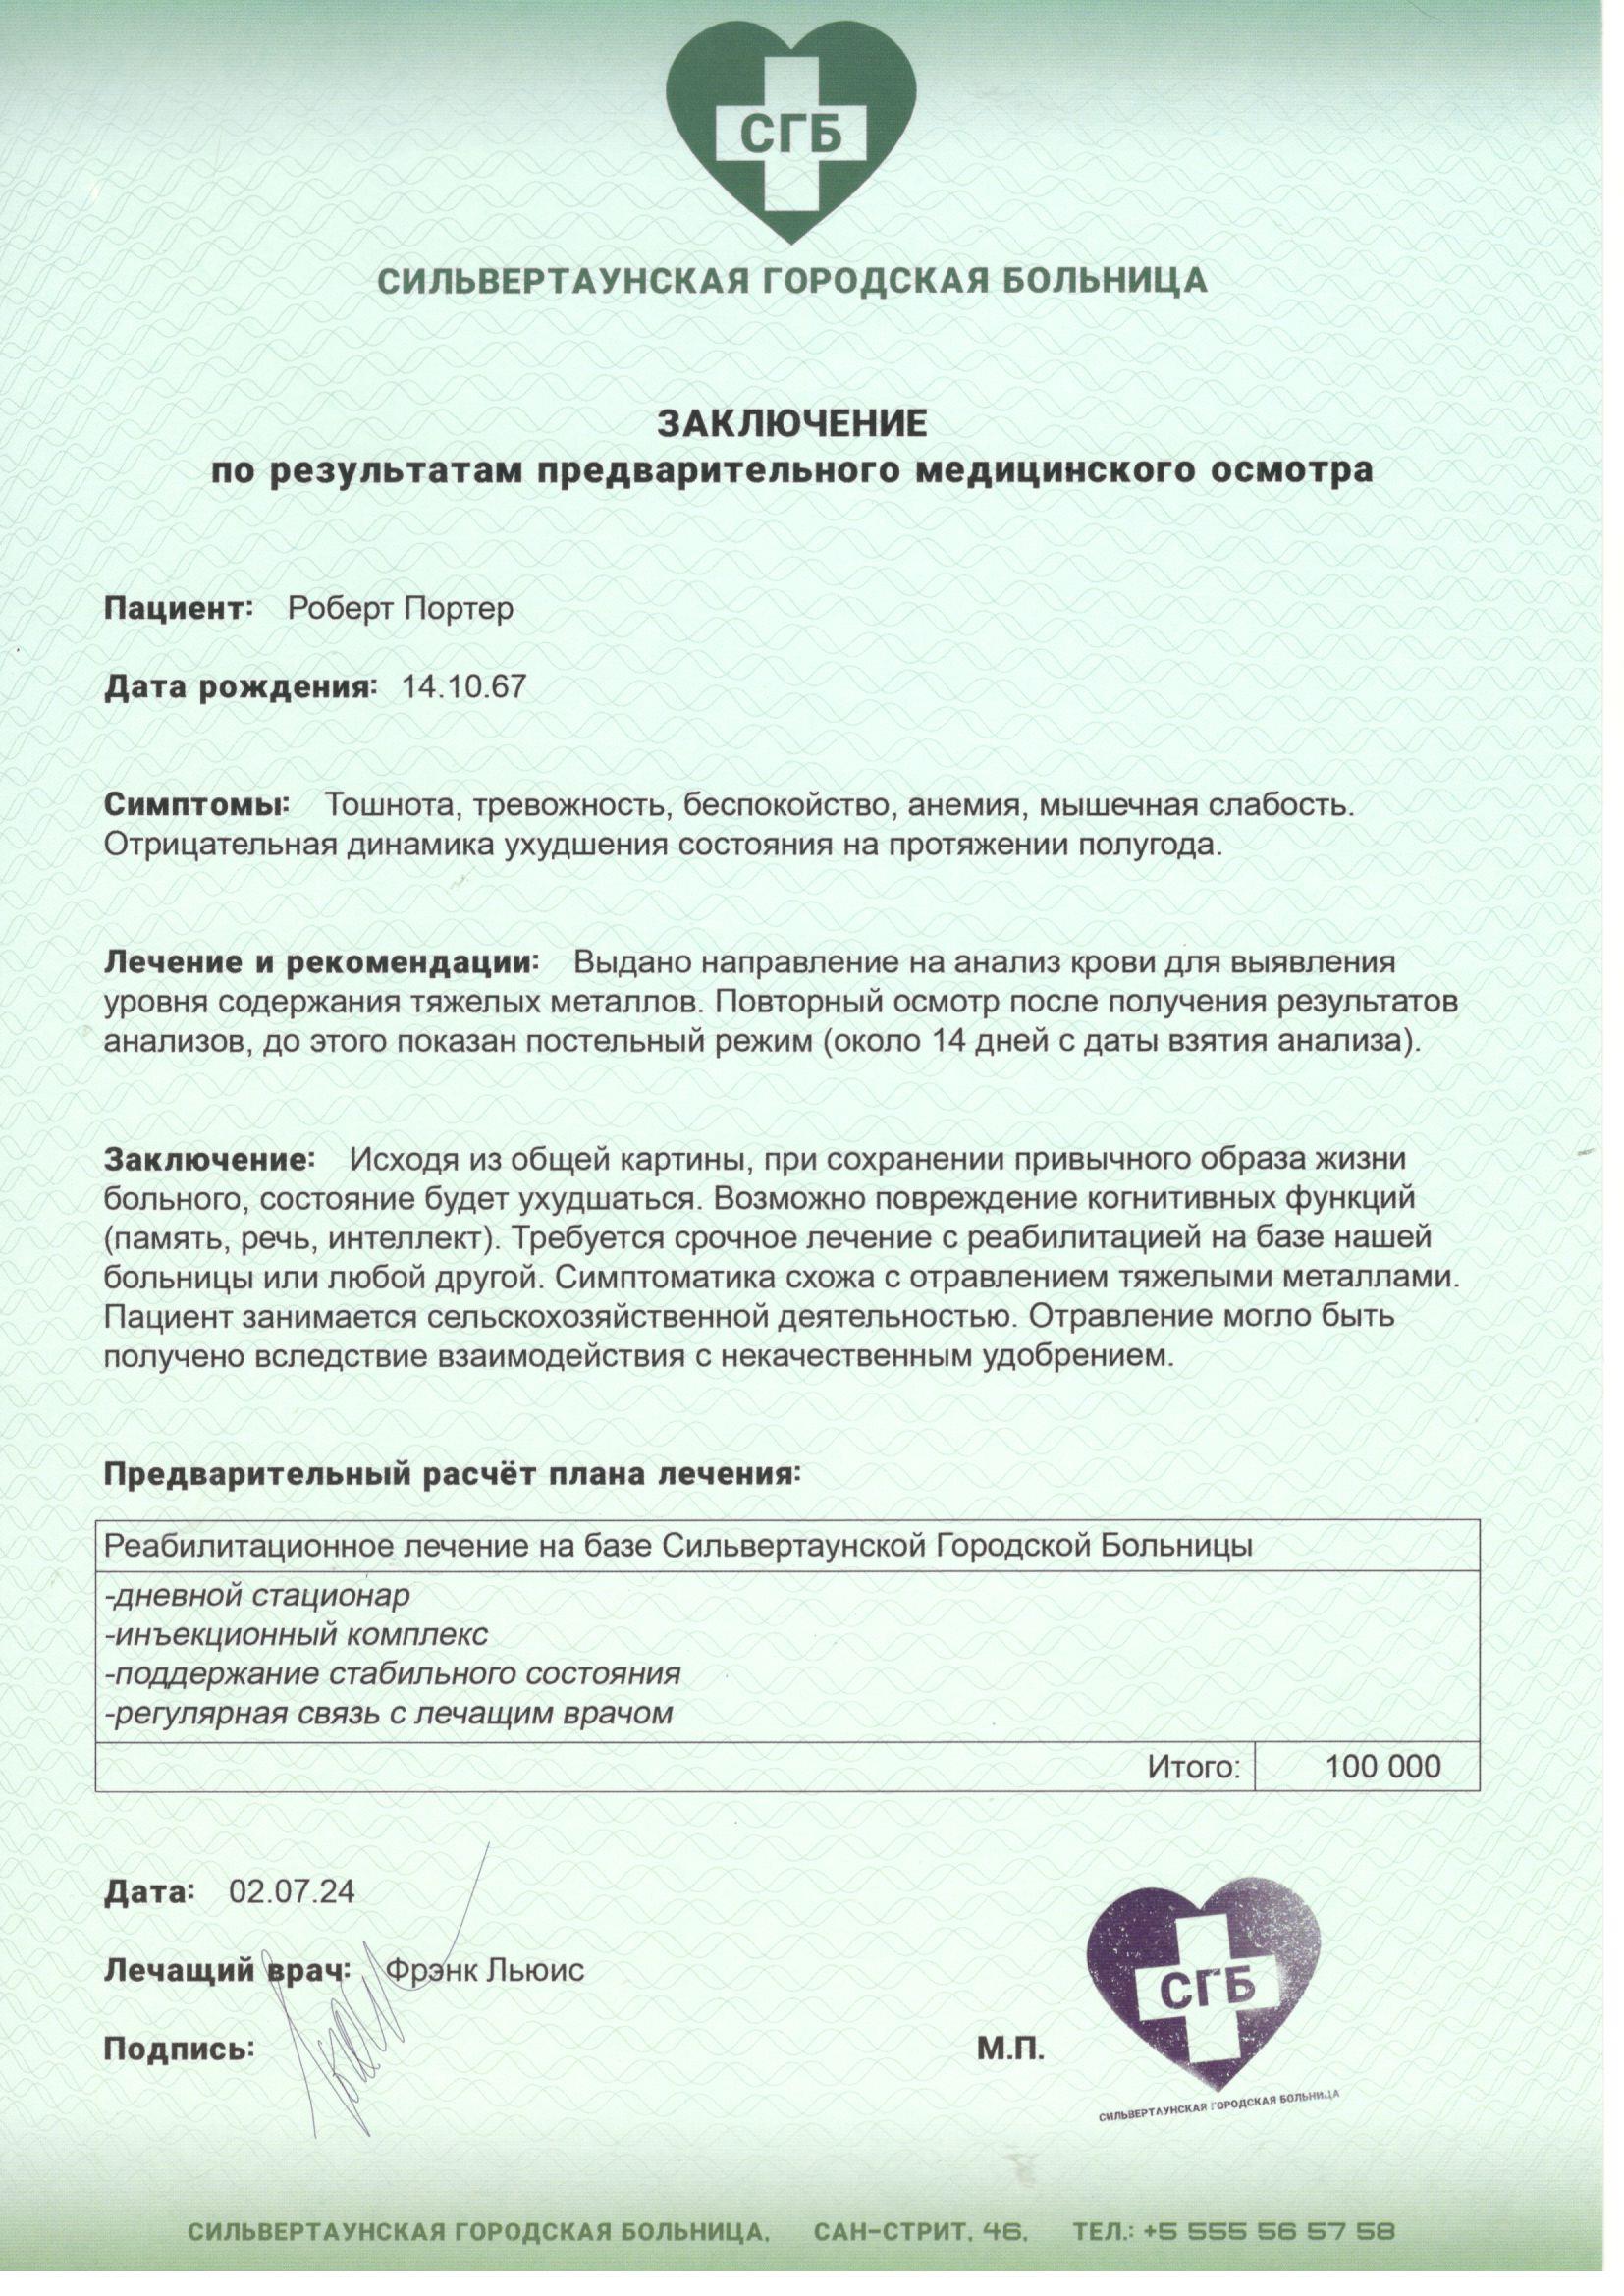 СГБ
СИЛЬВЕРТАУНСКАЯ ГОРОДСКАЯ БОЛЬНИЦА
ЗАКЛЮЧЕНИЕ
по результатам предварительного медицинского осмотра
Пациент: Роберт Портер
Дата рождения: 14.10.67
Симптомы: Тошнота, тревожность, беспокойство, анемия, мышечная слабость.
Отрицательная динамика ухудшения состояния на протяжении полугода.
Лечение и рекомендации: Выдано направление на анализ крови для выявления
уровня содержания тяжелых металлов. Повторный осмотр после получения результатов
анализов, до этого показан постельный режим (около 14 дней с даты взятия анализа).
Заключение: Исходя из общей картины, при сохранении привычного образа жизни
больного, состояние будет ухудшаться. Возможно повреждение когнитивных функций
(память, речь, интеллект). Требуется срочное лечение с реабилитацией на базе нашей
больницы или любой другой. Симптоматика схожа с отравлением тяжелыми металлами.
Пациент занимается сельскохозяйственной деятельностью. Отравление могло быть
получено вследствие взаимодействия с некачественным удобрением.
Предварительный расчёт плана лечения:
Реабилитационное лечение на базе Сильвертаунской Городской Больницы
-дневной стационар
-инъекционный комплекс
-поддержание стабильного состояния
-регулярная связь с лечащим врачом
Итого: 100 000
Дата: 02.07.24
Лечащий врач: Фрэнк Льюис
Подпись:
М.П.
СГБ
СИЛЬВЕРТАУНСКАЯ ГОРОДСКАЯ БОЛЬНИЦА
СИЛЬВЕРТАУНСКАЯ ГОРОДСКАЯ БОЛЬНИЦА, САН-СТРИТ, 46, ТЕЛ.: +5 555 56 57 58